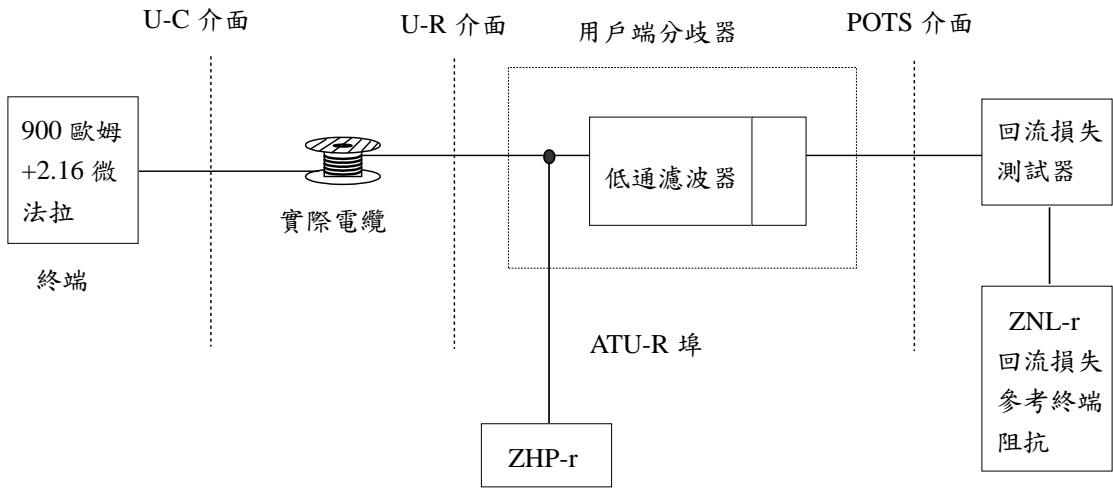 U-C 介面
U-R 介面
用戶端分歧器
POTS 介面
900 歐姆
+2.16 微
法拉
終端
實際電纜
低通濾波器
回流損失
測試器
ATU-R 埠
ZHP-r
ZNL-r
回流損失
參考終端
阻抗